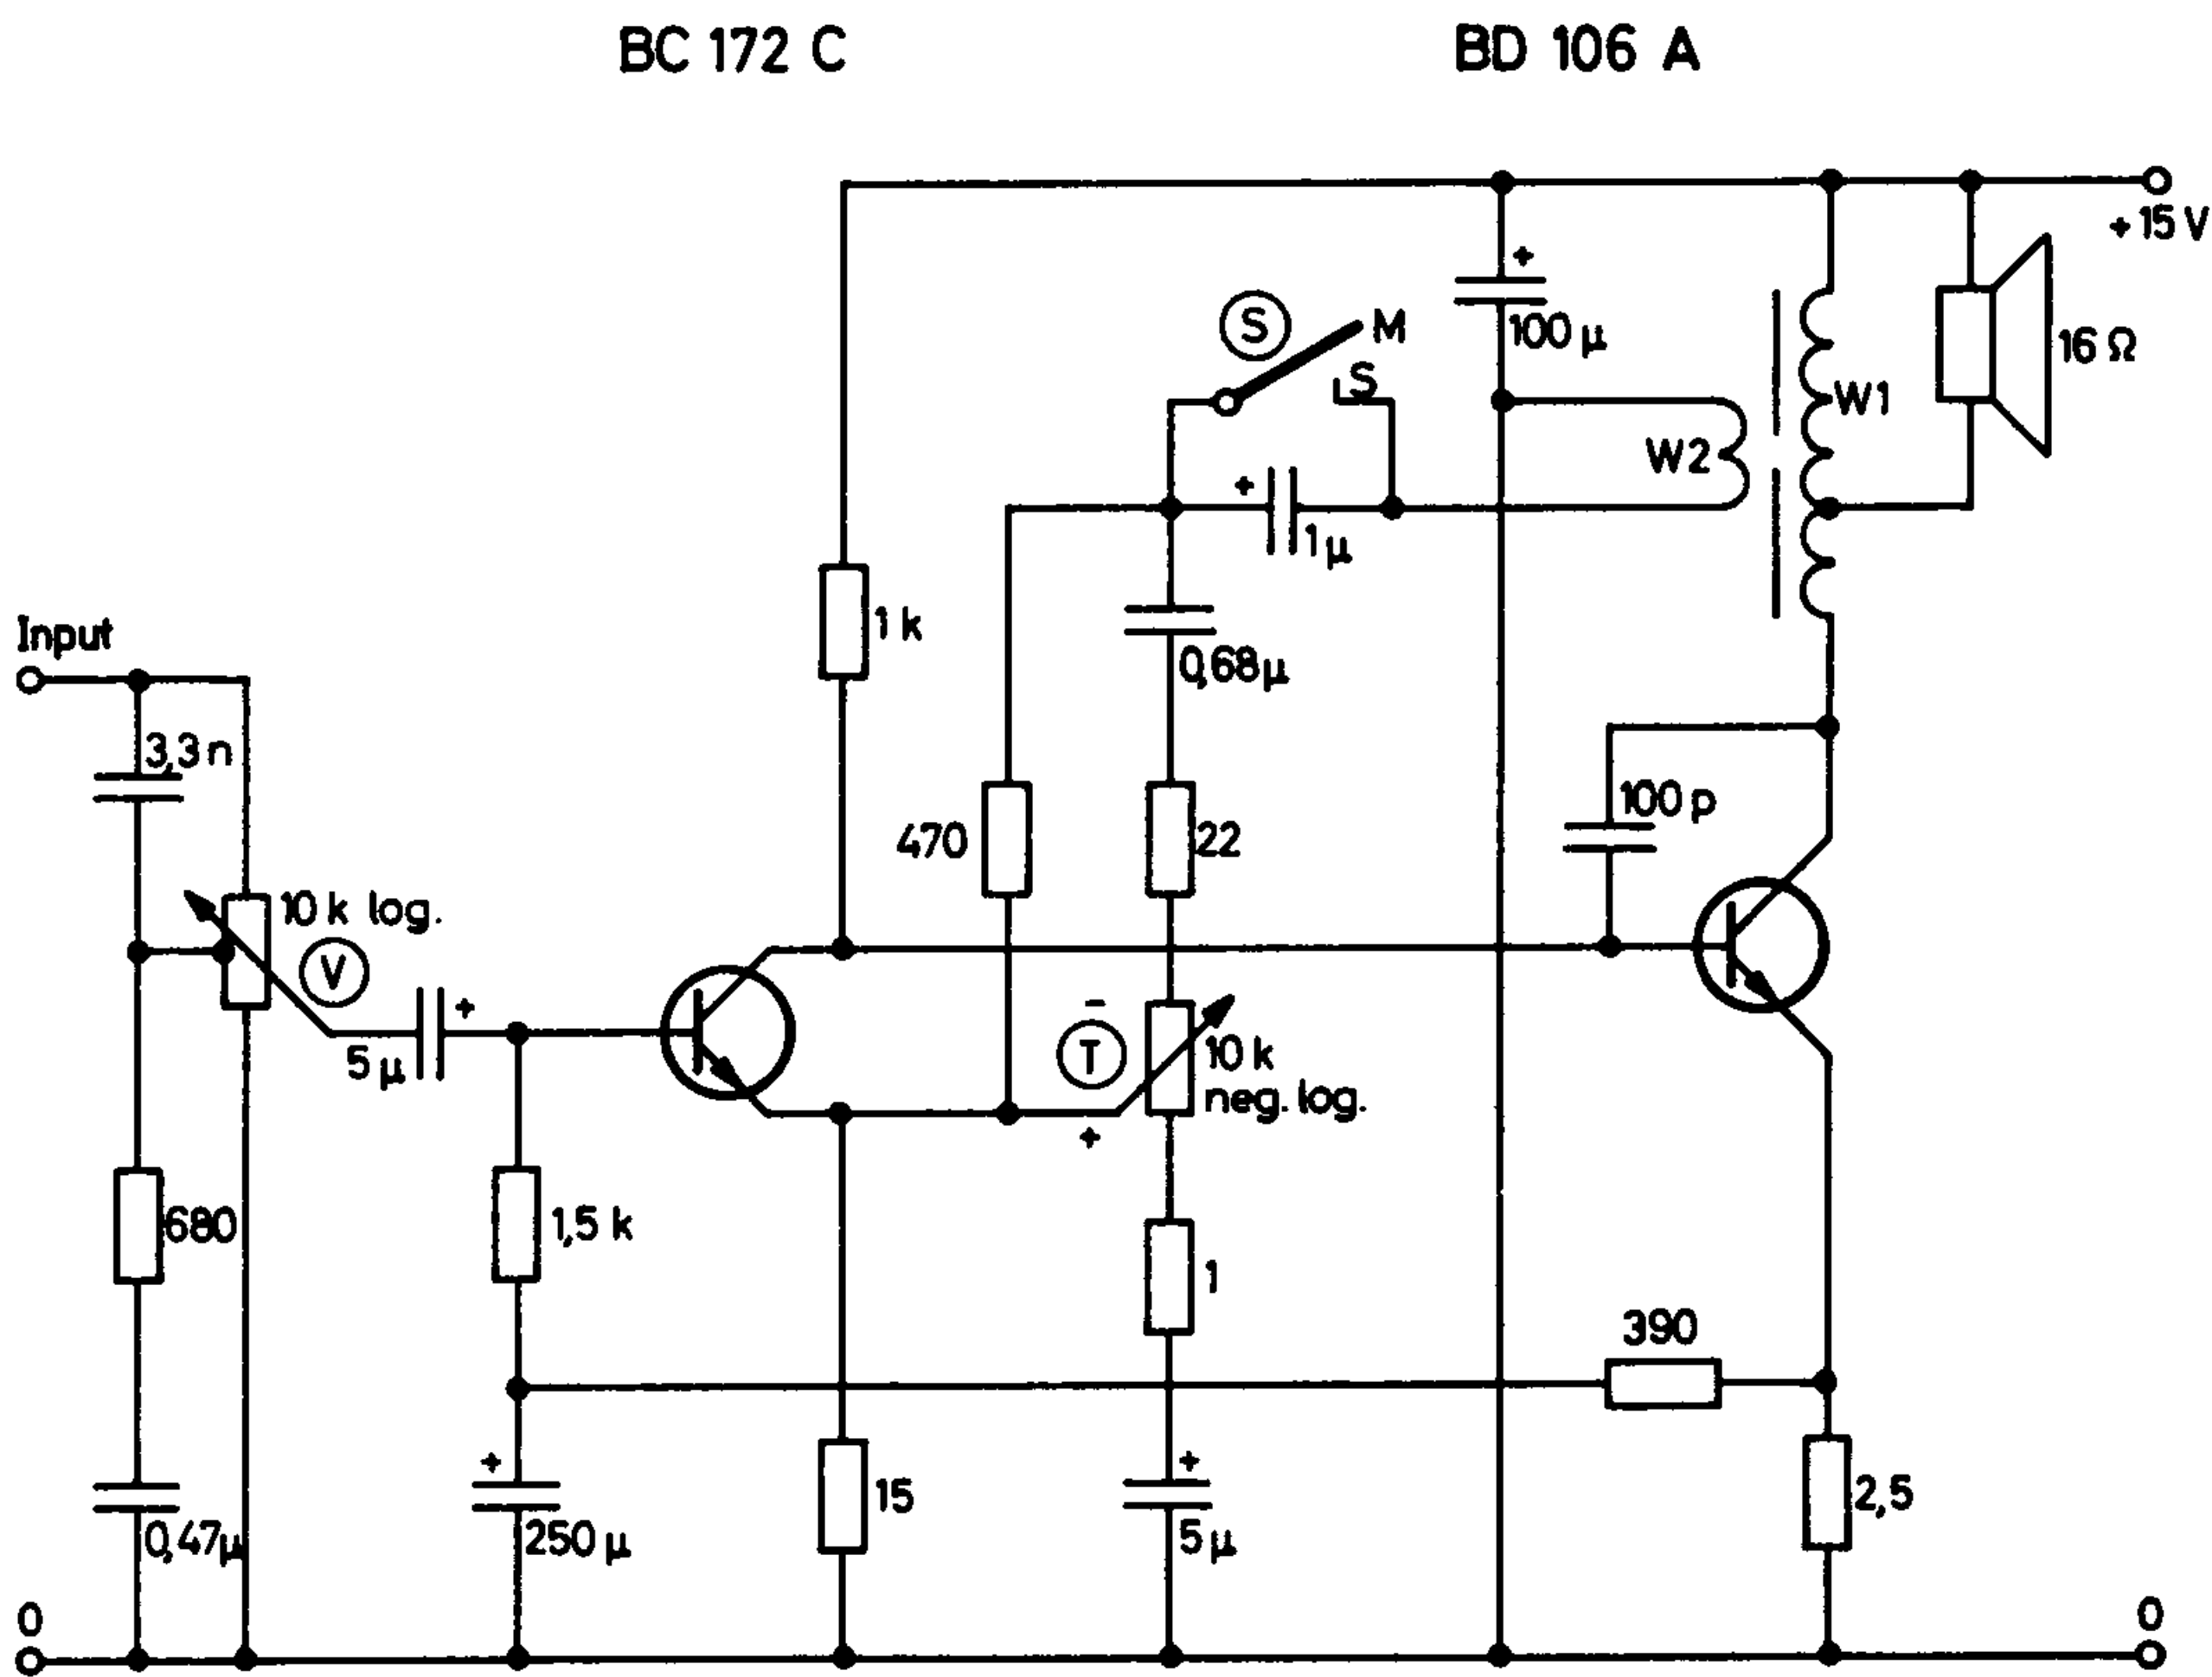 BC 172 C
BD 106 A
+15 V
+
100 μ
S
M
S
16 Ω
W1
W2
+
1 μ
1 k
Input
0,68 μ
3,3 n
100 p
470
22
10 k log.
V
+
5 μ
-
T
10 k
neg. log.
+
680
1,5 k
1
390
+
250 μ
15
+
5 μ
2,5
0,47 μ
0
0